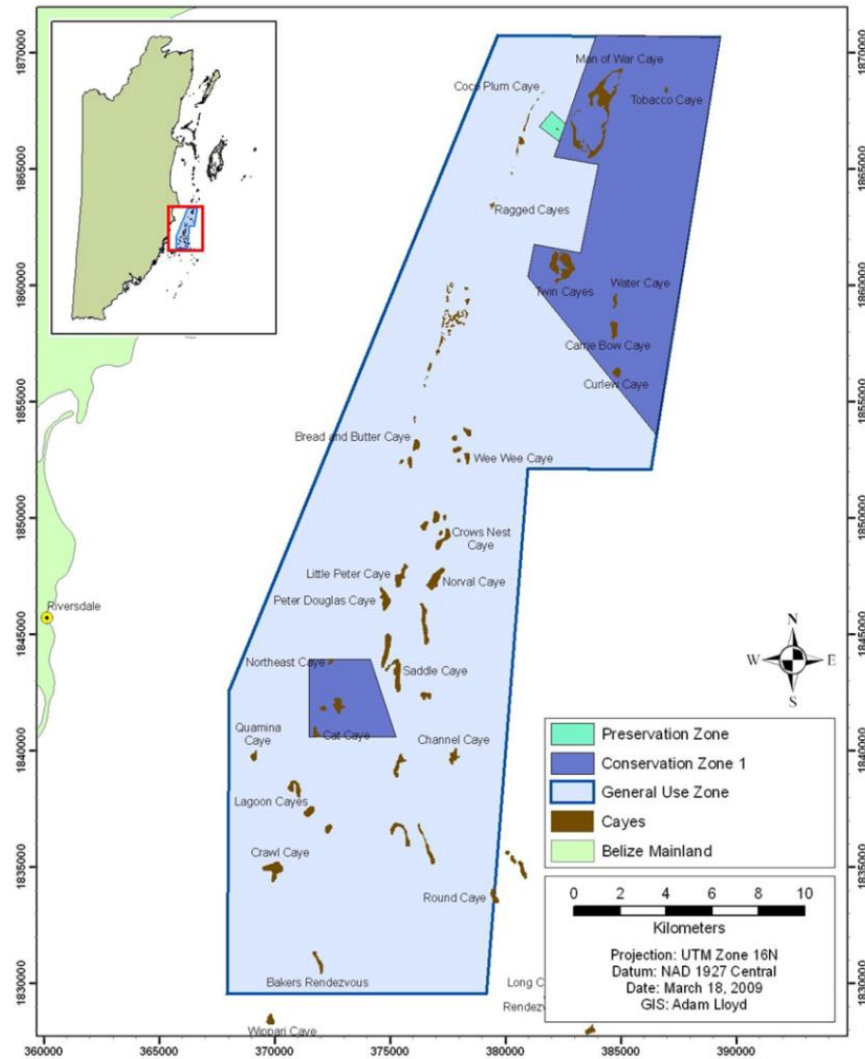 1870000
1865000
1860000
1855000
1850000
1845000
1840000
1835000
1830000
1870000
1865000
1860000
1855000
1850000
1845000
1840000
1835000
1830000
Man of War Caye
Coco Plum Caye
Tobacco Caye
Ragged Cayes
Twin Cayes
Water Caye
Carrie Bow Caye
Curlew Caye
Bread and Butter Caye
Wee Wee Caye
Crows Nest
Caye
Little Peter Caye
Norval Caye
Peter Douglas Caye
Riversdale
Northeast Caye
Saddle Caye
Quamina
Caye
Cat Caye
Channel Caye
Lagoon Cayes
Crawl Caye
Round Caye
Bakers Rendezvous
Long C
Rendezv
Wippari Caye
N
W
E
S
Preservation Zone
Conservation Zone 1
General Use Zone
Cayes
Belize Mainland
0 2 4 6 8 10
Kilometers
Projection: UTM Zone 16N
Datum: NAD 1927 Central
Date: March 18, 2009
GIS: Adam Lloyd
360000 365000 370000 375000 380000 385000 390000